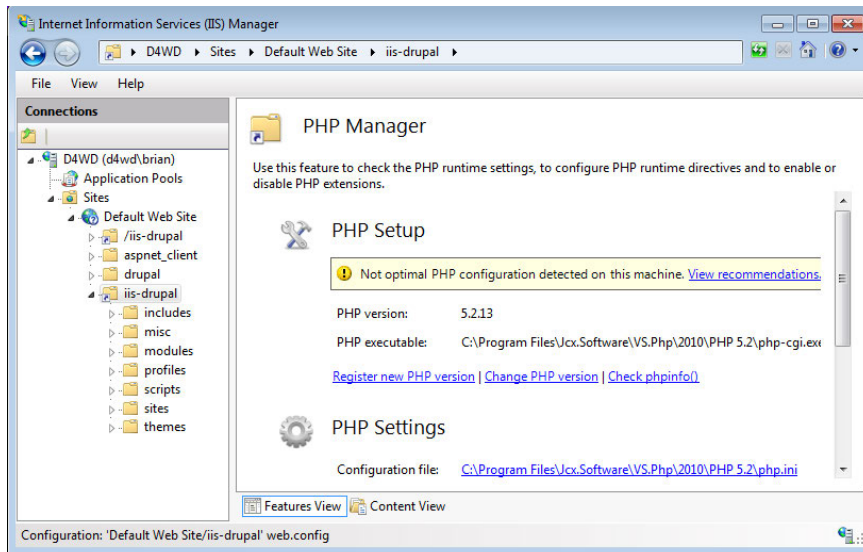 Internet Information Services (IIS) Manager
D4WD Sites Default Web Site iis-drupal
File View Help
Connections
D4WD (d4wd\brian)
Application Pools
Sites
Default Web Site
/iis-drupal
aspnet_client
drupal
iis-drupal
includes
misc
modules
profiles
scripts
sites
themes
PHP Manager
Use this feature to check the PHP runtime settings, to configure PHP runtime directives and to enable or
disable PHP extensions.
PHP Setup
Not optimal PHP configuration detected on this machine. View recommendations.
PHP version: 5.2.13
PHP executable: C:\Program Files\Jcx.Software\VS.Php\2010\PHP 5.2\php-cgi.exe
Register new PHP version | Change PHP version | Check phpinfo()
PHP Settings
Configuration file: C:\Program Files\Jcx.Software\VS.Php\2010\PHP 5.2\php.ini
Features View Content View
Configuration: 'Default Web Site/iis-drupal' web.config